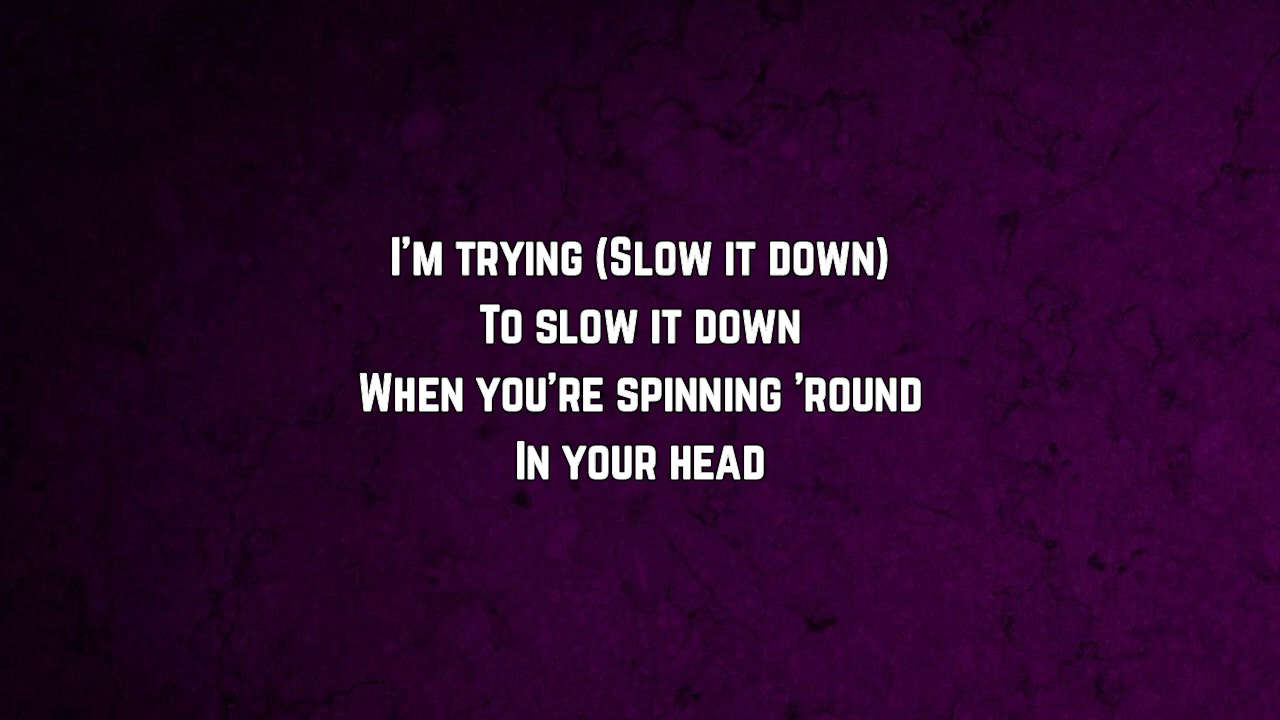 I'm trying (Slow it down)
To slow it down
When you're spinning 'round
In your head